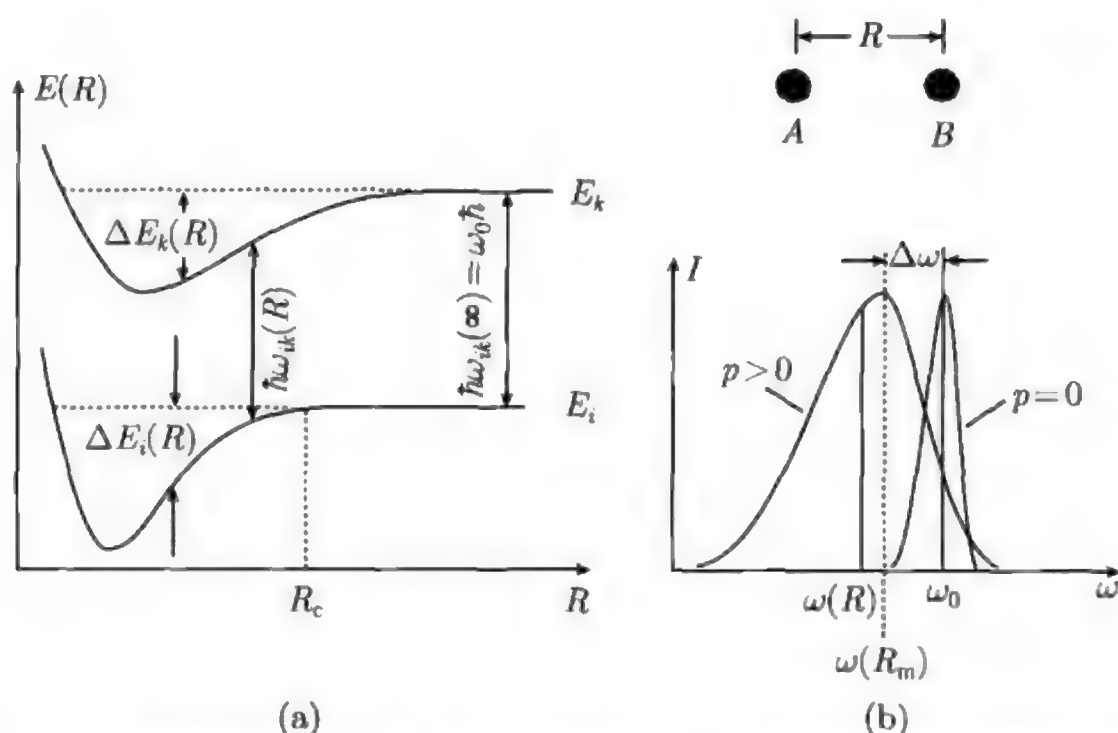 R
A
B
E(R)
E_k
ΔE_k(R)
ħω_ik(R)
ħω_ik(∞) = ω_0ħ
E_i
ΔE_i(R)
R_c
R
(a)
I
Δω
p > 0
p = 0
ω(R)
ω_0
ω
ω(R_m)
(b)